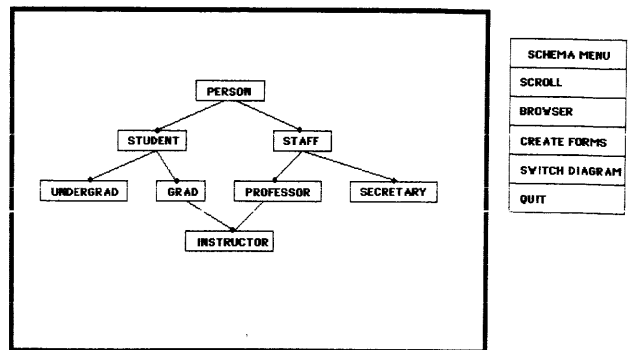 PERSON
STUDENT
STAFF
UNDERGRAD
GRAD
PROFESSOR
SECRETARY
INSTRUCTOR
SCHEMA MENU
SCROLL
BROWSER
CREATE FORMS
SWITCH DIAGRAM
QUIT